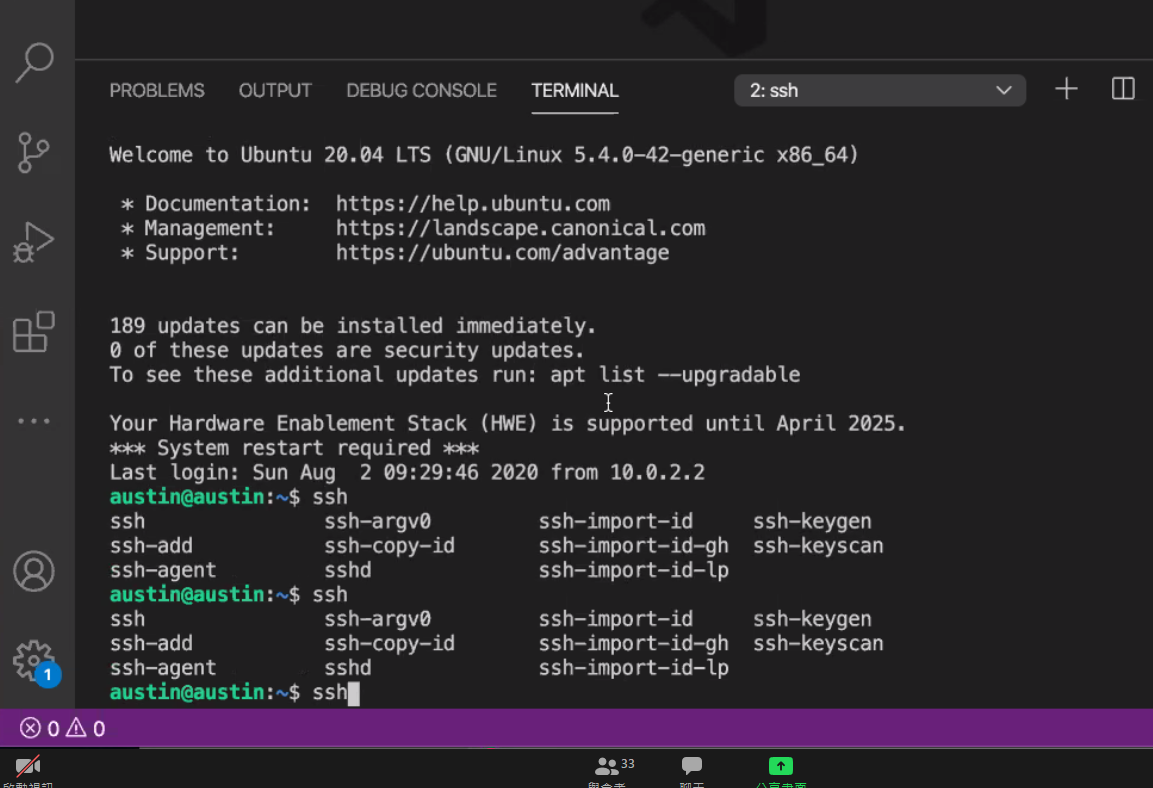 PROBLEMS OUTPUT DEBUG CONSOLE TERMINAL 2: ssh
Welcome to Ubuntu 20.04 LTS (GNU/Linux 5.4.0-42-generic x86_64)
* Documentation: https://help.ubuntu.com
* Management: https://landscape.canonical.com
* Support: https://ubuntu.com/advantage
189 updates can be installed immediately.
0 of these updates are security updates.
To see these additional updates run: apt list --upgradable
Your Hardware Enablement Stack (HWE) is supported until April 2025.
*** System restart required ***
Last login: Sun Aug  2 09:29:46 2020 from 10.0.2.2
austin@austin:~$ ssh
ssh ssh-argv0 ssh-import-id ssh-keygen
ssh-add ssh-copy-id ssh-import-id-gh ssh-keyscan
ssh-agent sshd ssh-import-id-lp
austin@austin:~$ ssh
ssh ssh-argv0 ssh-import-id ssh-keygen
ssh-add ssh-copy-id ssh-import-id-gh ssh-keyscan
ssh-agent sshd ssh-import-id-lp
austin@austin:~$ ssh
1
0 0
33